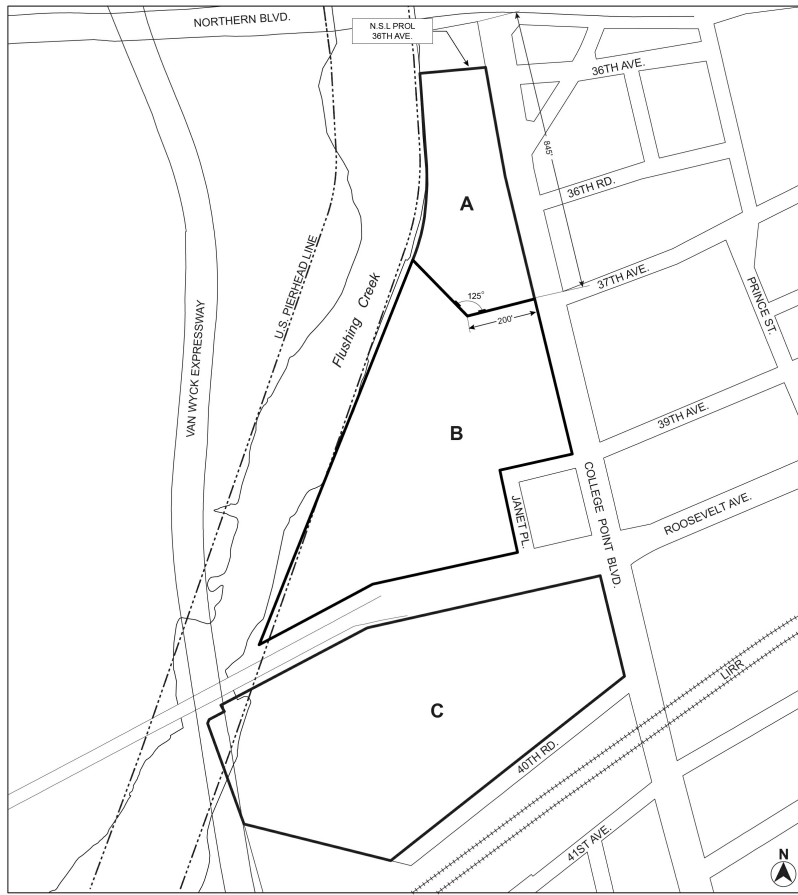 NORTHERN BLVD.
N.S.L PROL
36TH AVE.
36TH AVE.
845'
36TH RD.
A
U.S. PIERHEAD LINE
Flushing Creek
125°
200'
37TH AVE.
PRINCE ST.
VAN WYCK EXPRESSWAY
B
39TH AVE.
COLLEGE POINT BLVD.
JANET PL.
ROOSEVELT AVE.
C
LIRR
40TH RD.
41ST AVE.
N